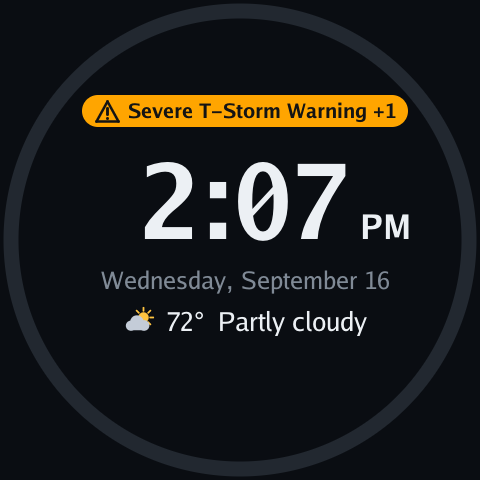 Severe T-Storm Warning +1
2:07 PM
Wednesday, September 16
72° Partly cloudy